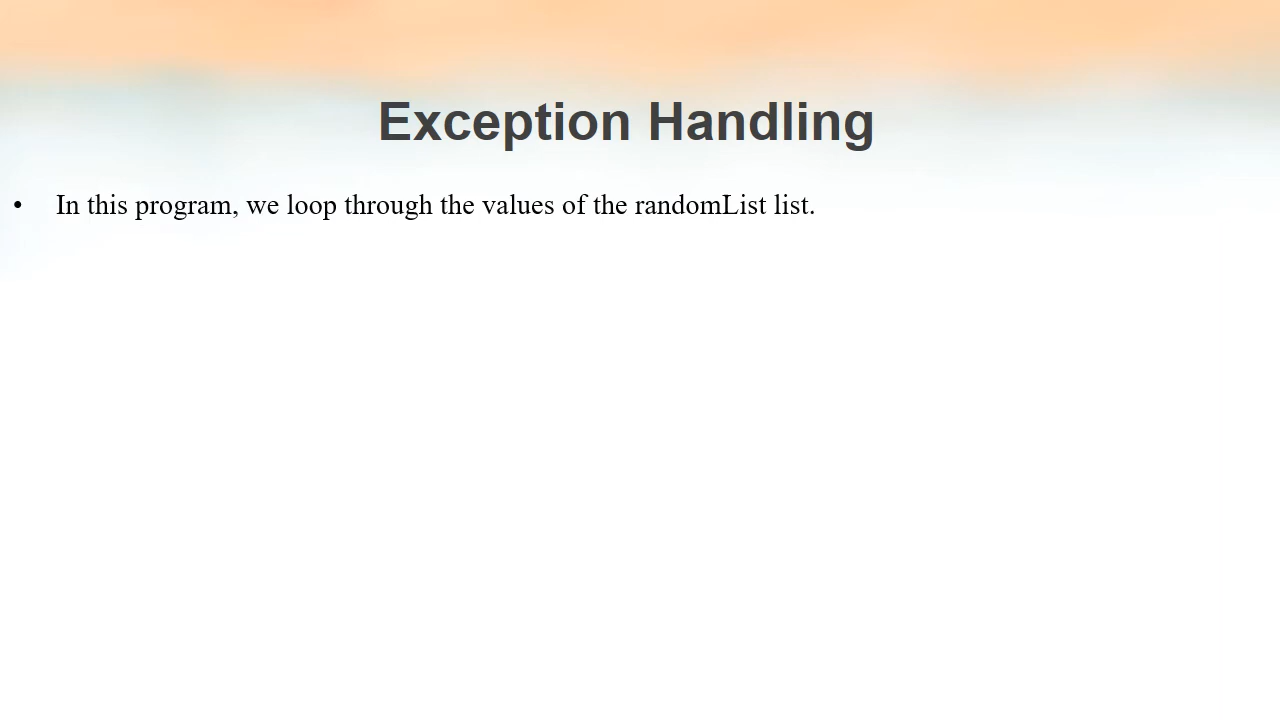 Exception Handling
• In this program, we loop through the values of the randomList list.